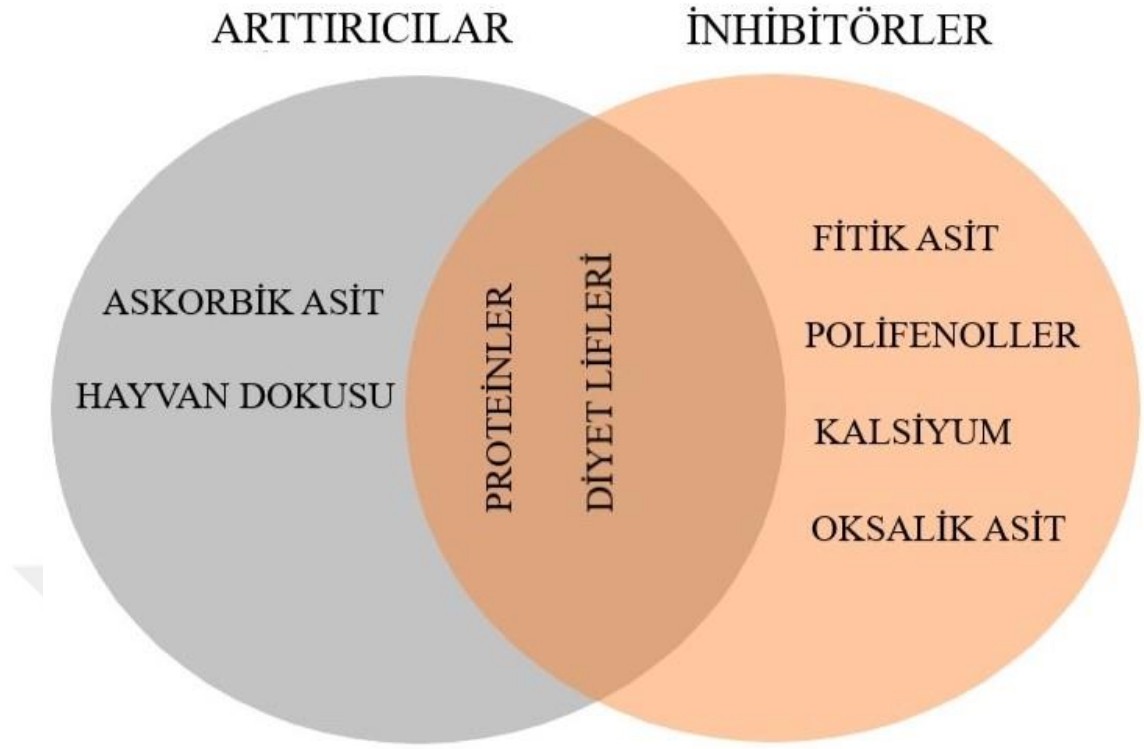 ARTTIRICILAR
İNHİBİTÖRLER
ASKORBİK ASİT
HAYVAN DOKUSU
PROTEİNLER
DİYET LİFLERİ
FİTİK ASİT
POLİFENOLLER
KALSİYUM
OKSALİK ASİT